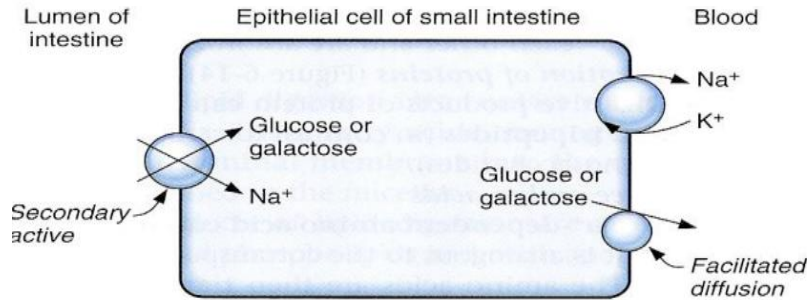 Lumen of
intestine
Epithelial cell of small intestine
Blood
Na⁺
K⁺
Glucose or
galactose
Na⁺
Glucose or
galactose
Secondary
active
Facilitated
diffusion